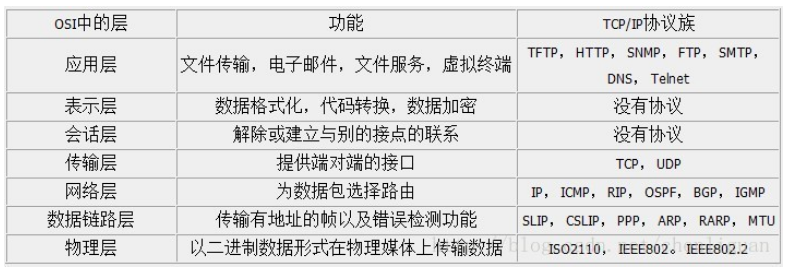 OSI中的层 功能 TCP/IP协议族
应用层 文件传输，电子邮件，文件服务，虚拟终端 TFTP，HTTP，SNMP，FTP，SMTP，
DNS，Telnet
表示层 数据格式化，代码转换，数据加密 没有协议
会话层 解除或建立与别的接点的联系 没有协议
传输层 提供端对端的接口 TCP，UDP
网络层 为数据包选择路由 IP，ICMP，RIP，OSPF，BGP，IGMP
数据链路层 传输有地址的帧以及错误检测功能 SLIP，CSLIP，PPP，ARP，RARP，MTU
物理层 以二进制数据形式在物理媒体上传输数据 ISO2110，IEEE802。IEEE802.2